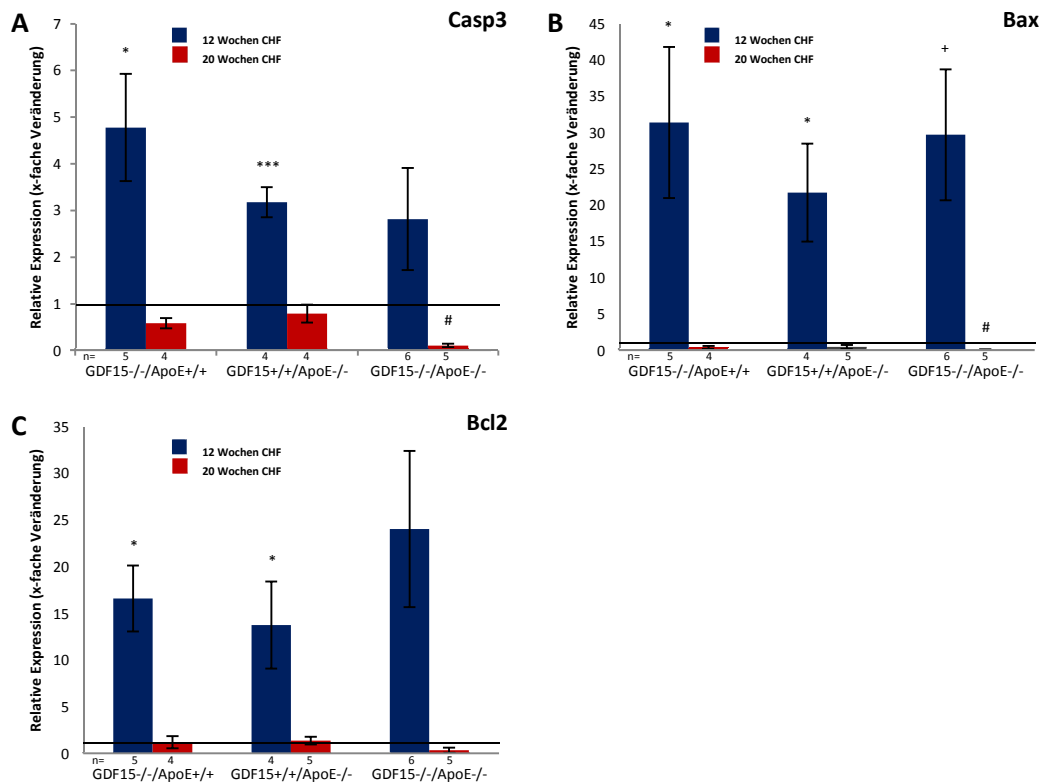 A
Casp3
Relative Expression (x-fache Veränderung)
7
6
5
4
3
2
1
0
12 Wochen CHF
20 Wochen CHF
*
***
#
n= 5 4 4 4 6 5
GDF15-/-/ApoE+/+ GDF15+/+/ApoE-/- GDF15-/-/ApoE-/-
B
Bax
Relative Expression (x-fache Veränderung)
45
40
35
30
25
20
15
10
5
0
12 Wochen CHF
20 Wochen CHF
*
*
+
#
n= 5 4 4 5 6 5
GDF15-/-/ApoE+/+ GDF15+/+/ApoE-/- GDF15-/-/ApoE-/-
C
Bcl2
Relative Expression (x-fache Veränderung)
35
30
25
20
15
10
5
0
12 Wochen CHF
20 Wochen CHF
*
*
n= 5 4 4 5 6 5
GDF15-/-/ApoE+/+ GDF15+/+/ApoE-/- GDF15-/-/ApoE-/-